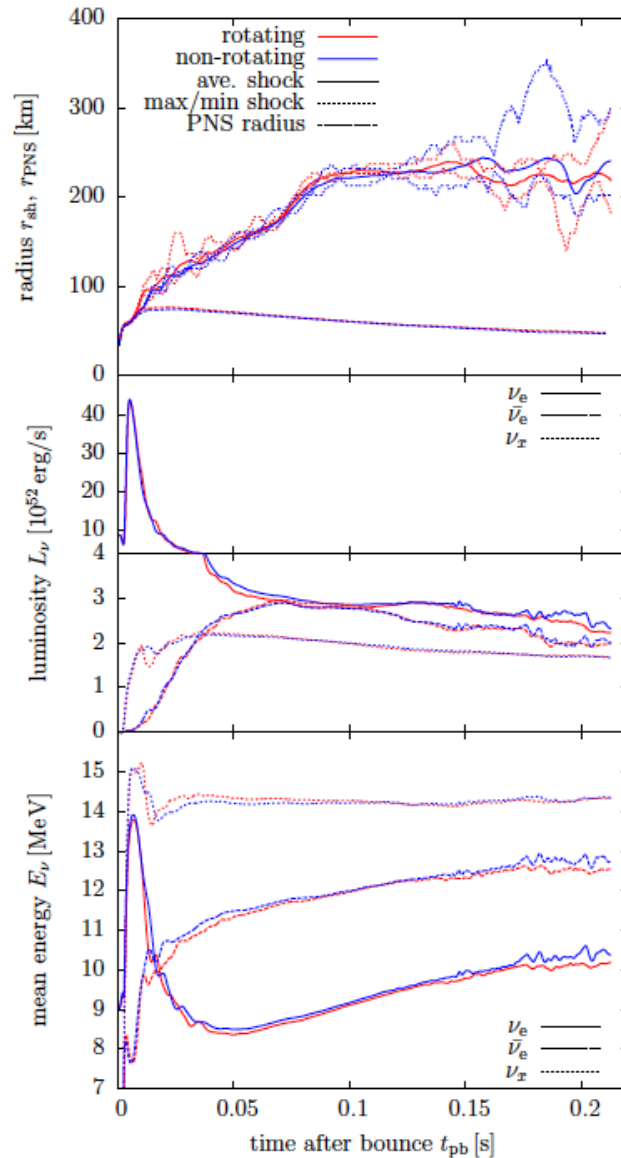 400
300
200
100
0
radius r_sh, r_PNS [km]
rotating
non-rotating
ave. shock
max/min shock
PNS radius
40
30
20
10
4
3
2
1
0
luminosity L_ν [10^52 erg/s]
ν_e
ν̄_e
ν_x
15
14
13
12
11
10
9
8
7
mean energy E_ν [MeV]
ν_e
ν̄_e
ν_x
0 0.05 0.1 0.15 0.2
time after bounce t_pb [s]